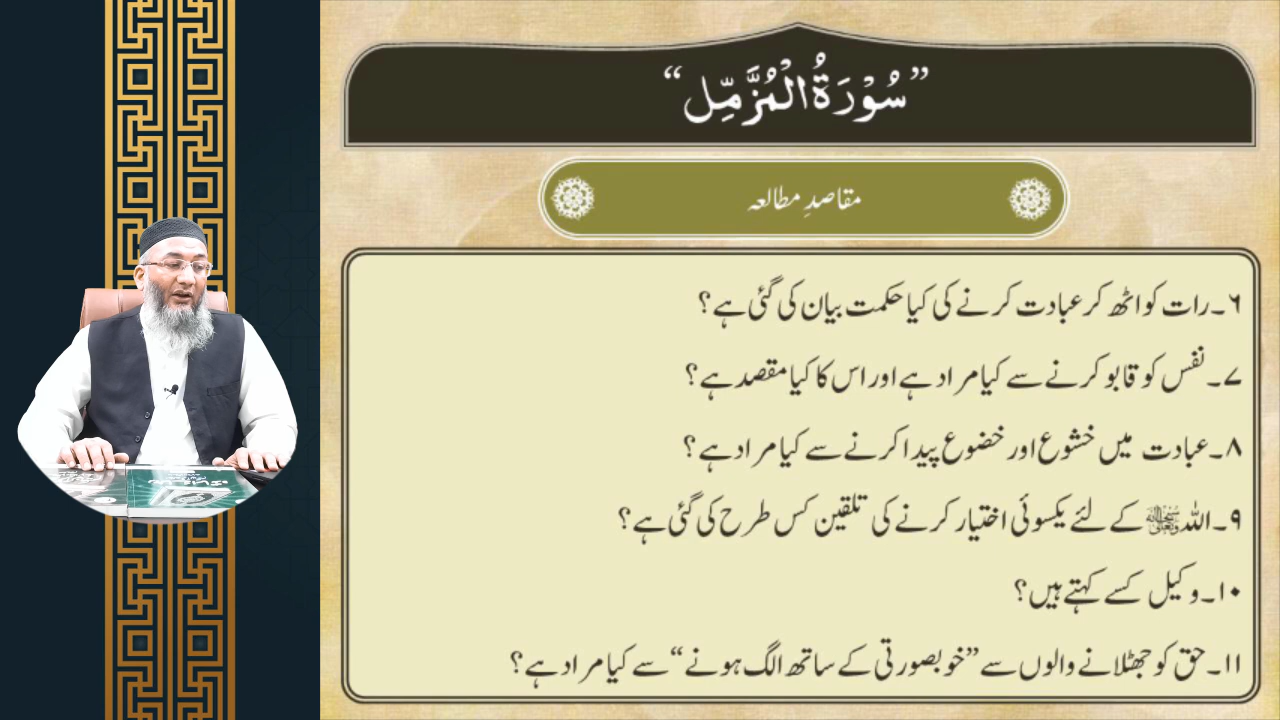 ”سُوْرَۃُ الْمُزَّمِّل“
مقاصدِ مطالعہ
۶۔رات کو اٹھ کر عبادت کرنے کی کیا حکمت بیان کی گئی ہے؟
۷۔نفس کو قابو کرنے سے کیا مراد ہے اور اس کا کیا مقصد ہے؟
۸۔عبادت میں خشوع اور خضوع پیدا کرنے سے کیا مراد ہے؟
۹۔اللہ سبحانہ وتعالیٰ کے لئے یکسوئی اختیار کرنے کی تلقین کس طرح کی گئی ہے؟
۱۰۔وکیل کسے کہتے ہیں؟
۱۱۔حق کو جھٹلانے والوں سے ”خوبصورتی کے ساتھ الگ ہونے“ سے کیا مراد ہے؟